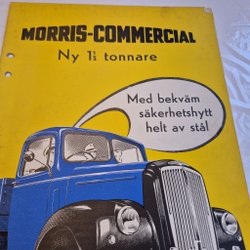 MORRIS-COMMERCIAL
Ny 1½ tonnare
Med bekväm
säkerhetshytt
helt av stål